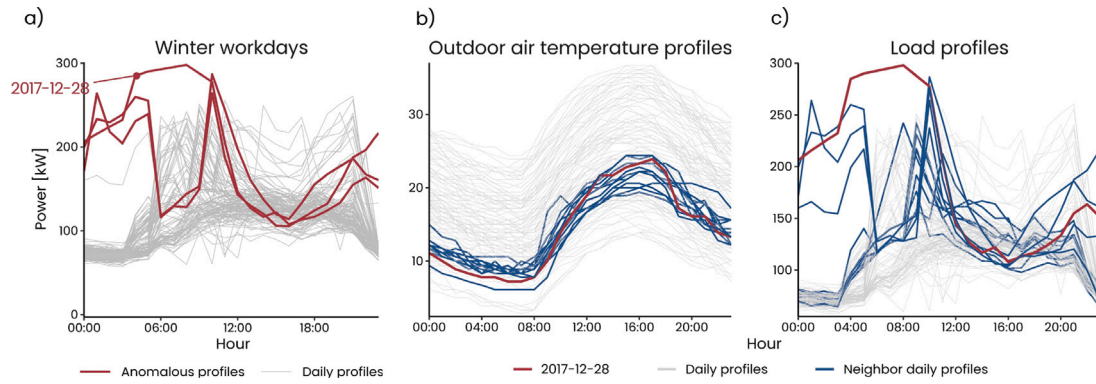 a)
Winter workdays
300
250
200
150
100
50
0
Power [kW]
2017-12-28
00:00 06:00 12:00 18:00
b)
Outdoor air temperature profiles
30
20
10
00:00 04:00 08:00 12:00 16:00 20:00
c)
Load profiles
300
250
200
150
100
00:00 04:00 08:00 12:00 16:00 20:00
Hour
Hour
Anomalous profiles Daily profiles
2017-12-28 Daily profiles Neighbor daily profiles